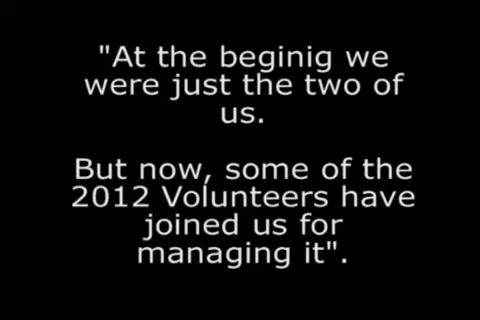 "At the beginig we
were just the two of
us.
But now, some of the
2012 Volunteers have
joined us for
managing it".